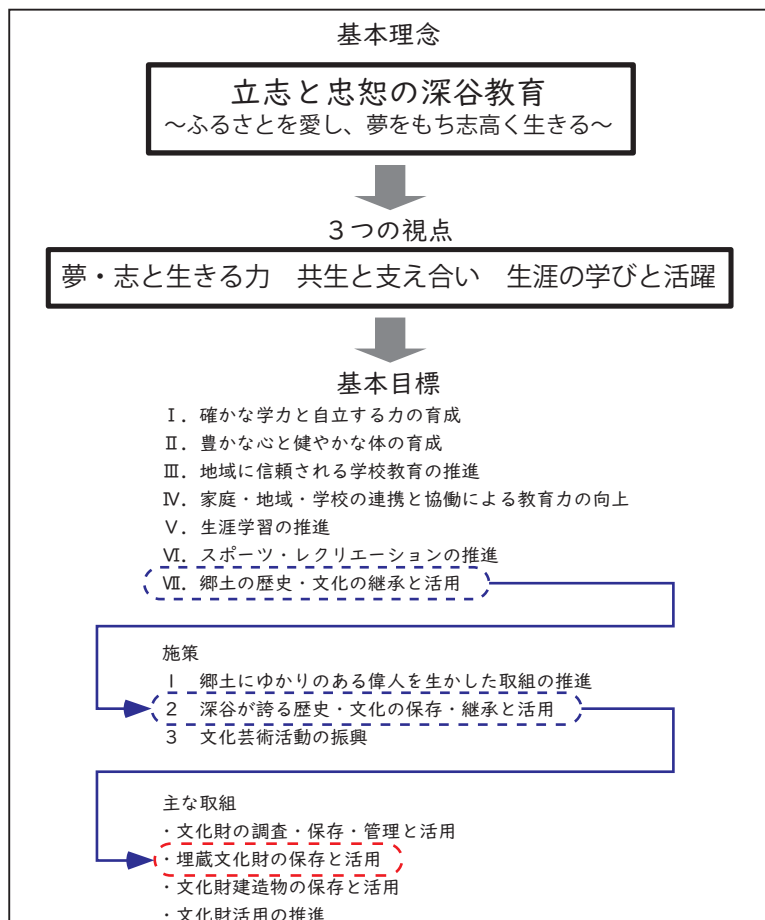 基本理念
立志と忠恕の深谷教育
～ふるさとを愛し、夢をもち志高く生きる～
３つの視点
夢・志と生きる力　共生と支え合い　生涯の学びと活躍
基本目標
Ⅰ．確かな学力と自立する力の育成
Ⅱ．豊かな心と健やかな体の育成
Ⅲ．地域に信頼される学校教育の推進
Ⅳ．家庭・地域・学校の連携と協働による教育力の向上
Ⅴ．生涯学習の推進
Ⅵ．スポーツ・レクリエーションの推進
Ⅶ．郷土の歴史・文化の継承と活用
施策
１　郷土にゆかりのある偉人を生かした取組の推進
２　深谷が誇る歴史・文化の保存・継承と活用
３　文化芸術活動の振興
主な取組
・文化財の調査・保存・管理と活用
・埋蔵文化財の保存と活用
・文化財建造物の保存と活用
・文化財活用の推進